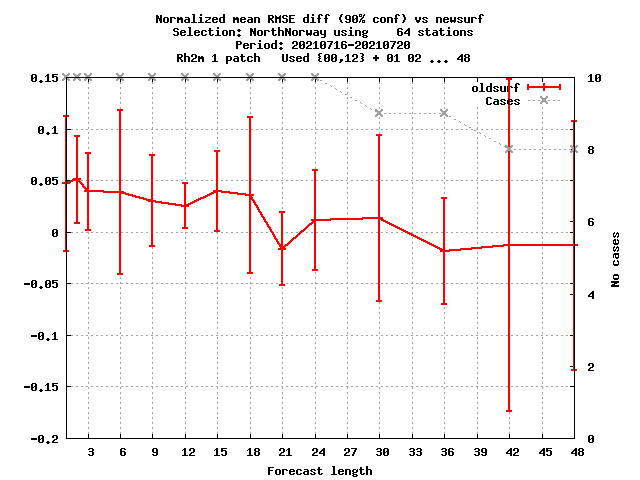 Normalized mean RMSE diff (90% conf) vs newsurf
Selection: NorthNorway using    64 stations
Period: 20210716-20210720
Rh2m 1 patch   Used {00,12} + 01 02 ... 48
oldsurf
Cases
0.15
0.1
0.05
0
-0.05
-0.1
-0.15
-0.2
10
8
6
4
2
0
No cases
3 6 9 12 15 18 21 24 27 30 33 36 39 42 45 48
Forecast length